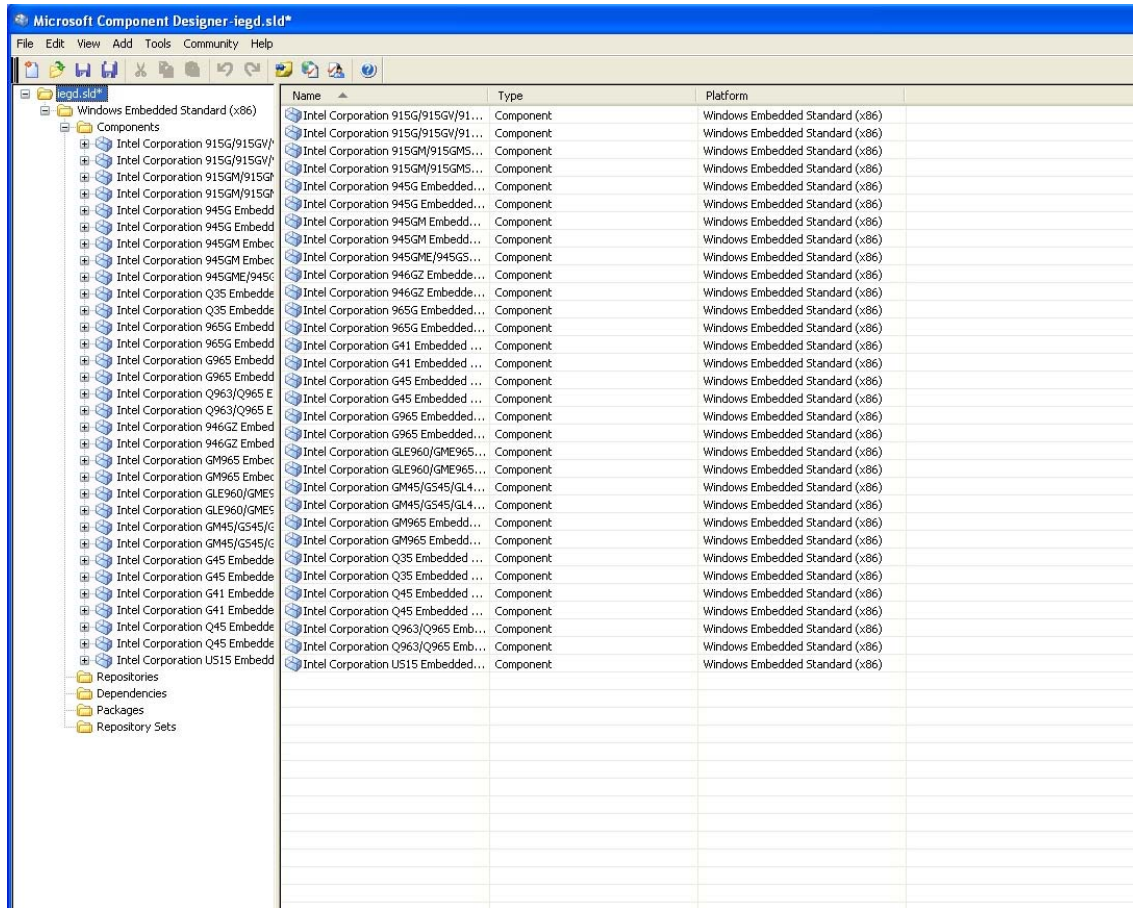 Microsoft Component Designer-iegd.sld*
File Edit View Add Tools Community Help
iegd.sld*
Windows Embedded Standard (x86)
Components
Intel Corporation 915G/915GV/
Intel Corporation 915G/915GV/
Intel Corporation 915GM/915GM
Intel Corporation 915GM/915GM
Intel Corporation 945G Embedd
Intel Corporation 945G Embedd
Intel Corporation 945GM Embec
Intel Corporation 945GM Embec
Intel Corporation 945GME/945G
Intel Corporation Q35 Embedde
Intel Corporation Q35 Embedde
Intel Corporation 965G Embedd
Intel Corporation 965G Embedd
Intel Corporation G965 Embedd
Intel Corporation G965 Embedd
Intel Corporation Q963/Q965 E
Intel Corporation Q963/Q965 E
Intel Corporation 946GZ Embed
Intel Corporation 946GZ Embed
Intel Corporation GM965 Embec
Intel Corporation GM965 Embec
Intel Corporation GLE960/GME9
Intel Corporation GLE960/GME9
Intel Corporation GM45/GS45/G
Intel Corporation GM45/GS45/G
Intel Corporation G45 Embedde
Intel Corporation G45 Embedde
Intel Corporation G41 Embedde
Intel Corporation G41 Embedde
Intel Corporation Q45 Embedde
Intel Corporation Q45 Embedde
Intel Corporation US15 Embedd
Repositories
Dependencies
Packages
Repository Sets
Name Type Platform
Intel Corporation 915G/915GV/91... Component Windows Embedded Standard (x86)
Intel Corporation 915G/915GV/91... Component Windows Embedded Standard (x86)
Intel Corporation 915GM/915GMS... Component Windows Embedded Standard (x86)
Intel Corporation 915GM/915GMS... Component Windows Embedded Standard (x86)
Intel Corporation 945G Embedded... Component Windows Embedded Standard (x86)
Intel Corporation 945G Embedded... Component Windows Embedded Standard (x86)
Intel Corporation 945GM Embedd... Component Windows Embedded Standard (x86)
Intel Corporation 945GM Embedd... Component Windows Embedded Standard (x86)
Intel Corporation 945GME/945GS... Component Windows Embedded Standard (x86)
Intel Corporation 946GZ Embedde... Component Windows Embedded Standard (x86)
Intel Corporation 946GZ Embedde... Component Windows Embedded Standard (x86)
Intel Corporation 965G Embedded... Component Windows Embedded Standard (x86)
Intel Corporation 965G Embedded... Component Windows Embedded Standard (x86)
Intel Corporation G41 Embedded ... Component Windows Embedded Standard (x86)
Intel Corporation G41 Embedded ... Component Windows Embedded Standard (x86)
Intel Corporation G45 Embedded ... Component Windows Embedded Standard (x86)
Intel Corporation G45 Embedded ... Component Windows Embedded Standard (x86)
Intel Corporation G965 Embedded... Component Windows Embedded Standard (x86)
Intel Corporation G965 Embedded... Component Windows Embedded Standard (x86)
Intel Corporation GLE960/GME965... Component Windows Embedded Standard (x86)
Intel Corporation GLE960/GME965... Component Windows Embedded Standard (x86)
Intel Corporation GM45/GS45/GL4... Component Windows Embedded Standard (x86)
Intel Corporation GM45/GS45/GL4... Component Windows Embedded Standard (x86)
Intel Corporation GM965 Embedd... Component Windows Embedded Standard (x86)
Intel Corporation GM965 Embedd... Component Windows Embedded Standard (x86)
Intel Corporation Q35 Embedded ... Component Windows Embedded Standard (x86)
Intel Corporation Q35 Embedded ... Component Windows Embedded Standard (x86)
Intel Corporation Q45 Embedded ... Component Windows Embedded Standard (x86)
Intel Corporation Q45 Embedded ... Component Windows Embedded Standard (x86)
Intel Corporation Q963/Q965 Emb... Component Windows Embedded Standard (x86)
Intel Corporation Q963/Q965 Emb... Component Windows Embedded Standard (x86)
Intel Corporation US15 Embedded... Component Windows Embedded Standard (x86)